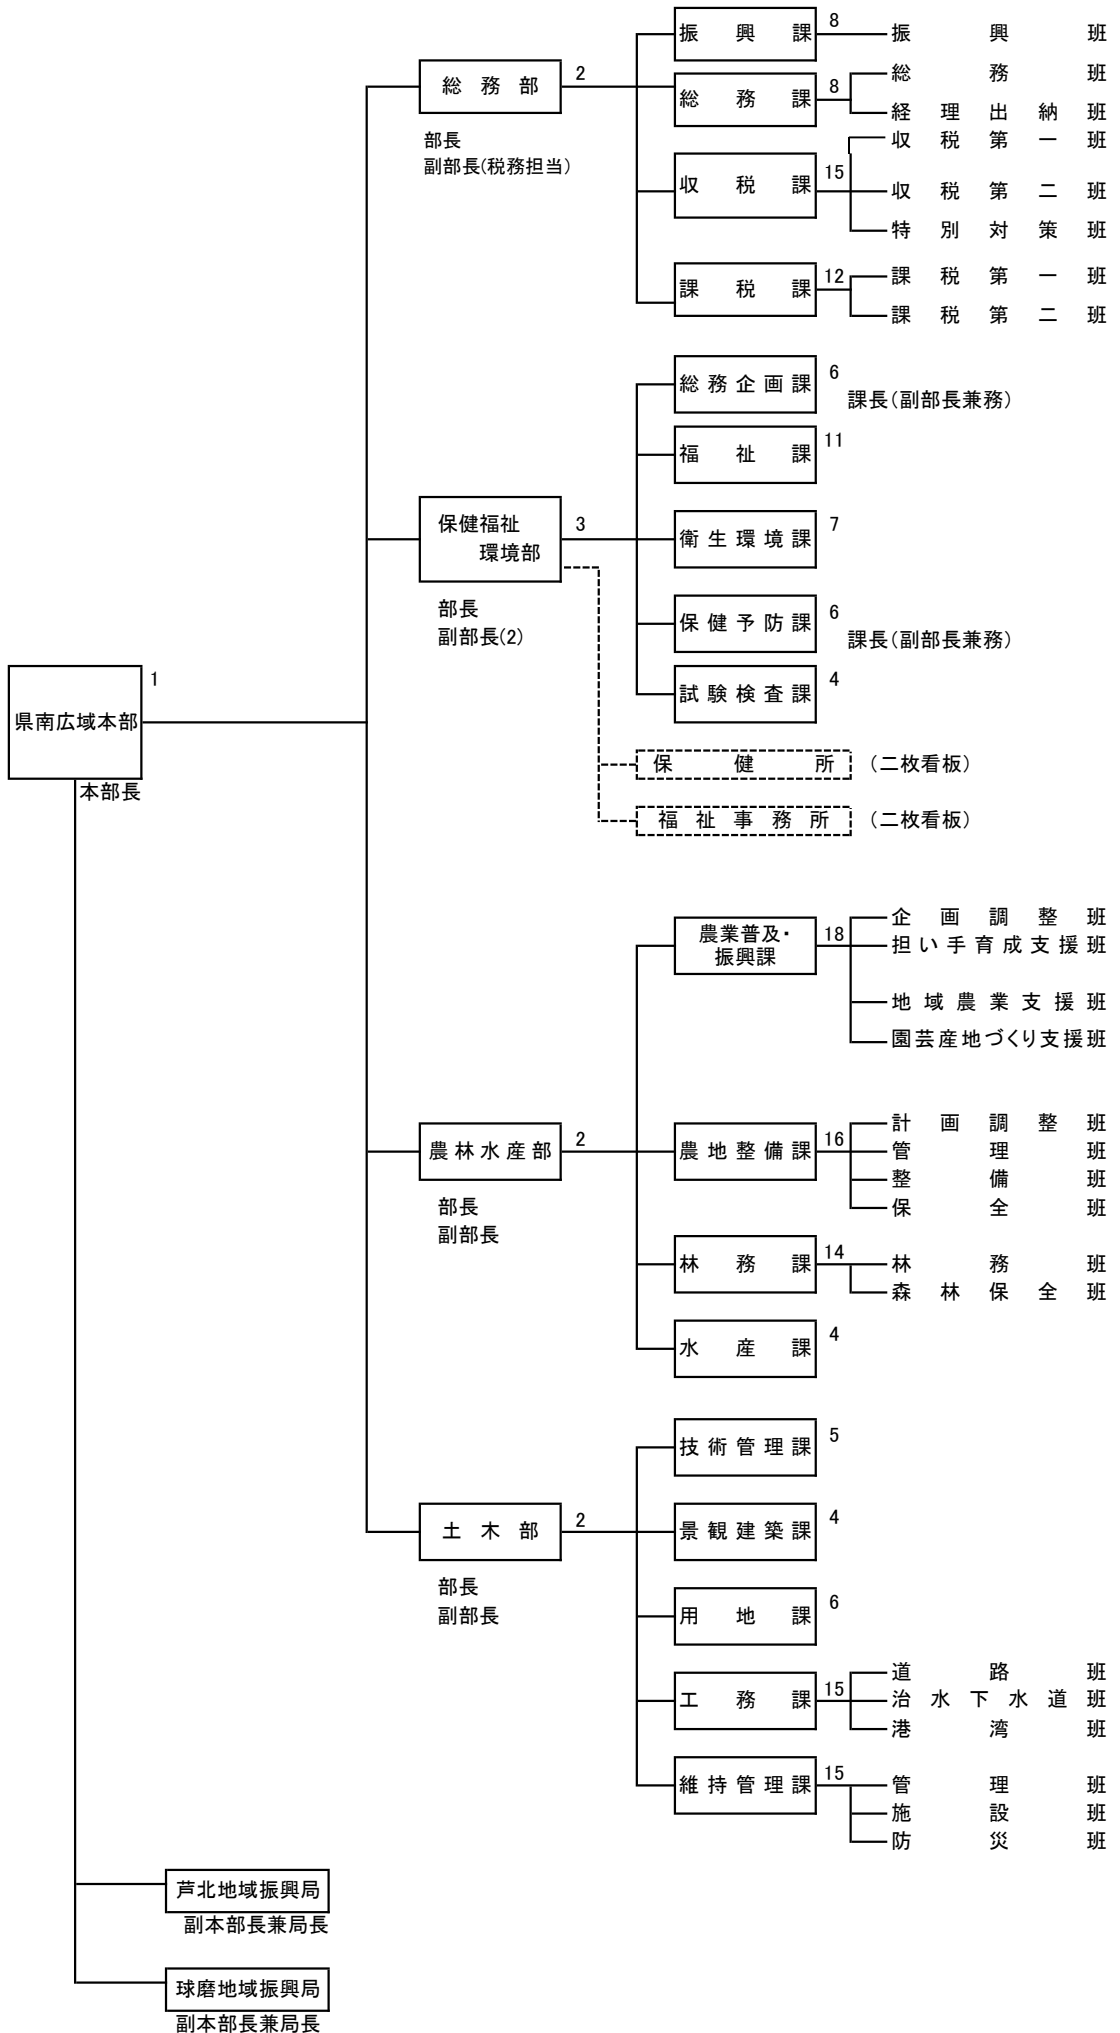 県南広域本部
1
本部長
総務部
2
部長
副部長(税務担当)
振興課
8
振興班
総務課
8
総務班
経理出納班
収税課
15
収税第一班
収税第二班
特別対策班
課税課
12
課税第一班
課税第二班
保健福祉
環境部
3
部長
副部長(2)
総務企画課
6
課長(副部長兼務)
福祉課
11
衛生環境課
7
保健予防課
6
課長(副部長兼務)
試験検査課
4
保健所
(二枚看板)
福祉事務所
(二枚看板)
農林水産部
2
部長
副部長
農業普及・
振興課
18
企画調整班
担い手育成支援班
地域農業支援班
園芸産地づくり支援班
農地整備課
16
計画調整班
管理班
整備班
保全班
林務課
14
林務班
森林保全班
水産課
4
土木部
2
部長
副部長
技術管理課
5
景観建築課
4
用地課
6
工務課
15
道路班
治水下水道班
港湾班
維持管理課
15
管理班
施設班
防災班
芦北地域振興局
副本部長兼局長
球磨地域振興局
副本部長兼局長